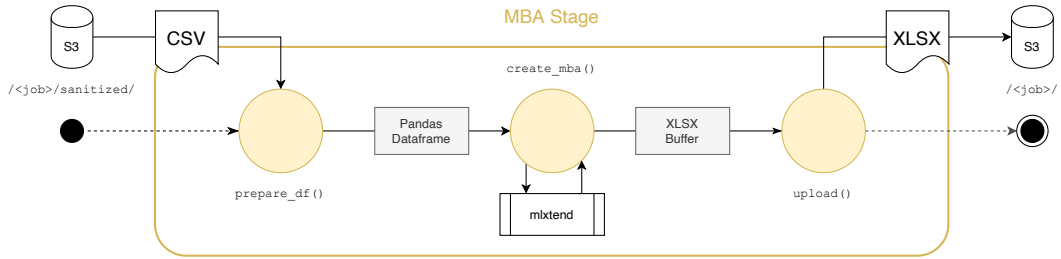 MBA Stage
S3
CSV
XLSX
S3
/<job>/sanitized/
create_mba()
/<job>/
Pandas
Dataframe
XLSX
Buffer
prepare_df()
upload()
mlxtend